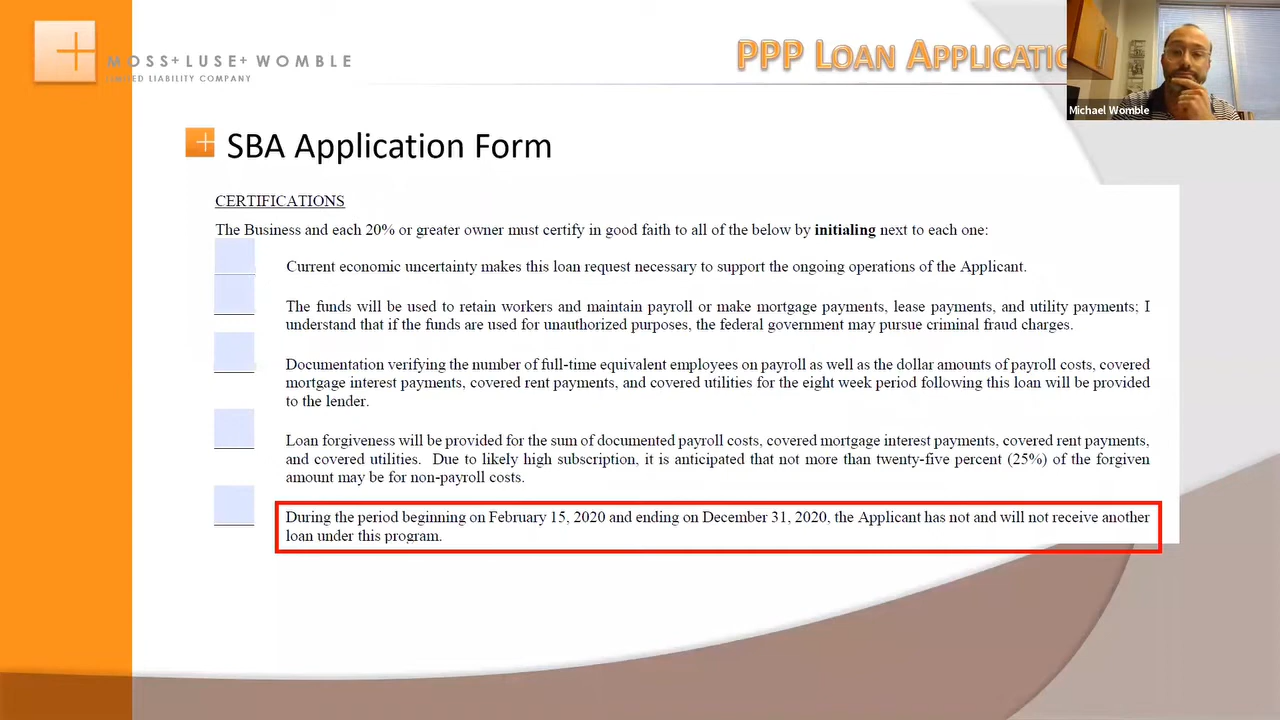 MOSS+LUSE+ WOMBLE
LIMITED LIABILITY COMPANY
PPP LOAN
Michael Womble
SBA Application Form
CERTIFICATIONS
The Business and each 20% or greater owner must certify in good faith to all of the below by initialing next to each one:
Current economic uncertainty makes this loan request necessary to support the ongoing operations of the Applicant.
The funds will be used to retain workers and maintain payroll or make mortgage payments, lease payments, and utility payments; I
understand that if the funds are used for unauthorized purposes, the federal government may pursue criminal fraud charges.
Documentation verifying the number of full-time equivalent employees on payroll as well as the dollar amounts of payroll costs, covered
mortgage interest payments, covered rent payments, and covered utilities for the eight week period following this loan will be provided
to the lender.
Loan forgiveness will be provided for the sum of documented payroll costs, covered mortgage interest payments, covered rent payments,
and covered utilities. Due to likely high subscription, it is anticipated that not more than twenty-five percent (25%) of the forgiven
amount may be for non-payroll costs.
During the period beginning on February 15, 2020 and ending on December 31, 2020, the Applicant has not and will not receive another
loan under this program.